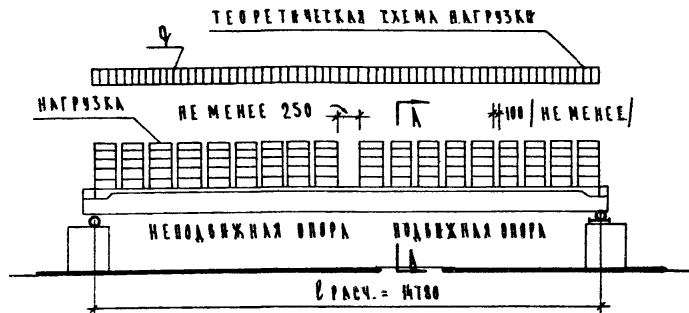 ТЕОРЕТИЧЕСКАЯ СХЕМА НАГРУЗКИ
q
НАГРУЗКА
НЕ МЕНЕЕ 250
А
100 /НЕ МЕНЕЕ/
НЕПОДВИЖНАЯ ОПОРА
ПОДВИЖНАЯ ОПОРА
А
ℓ РАСЧ. = 14780